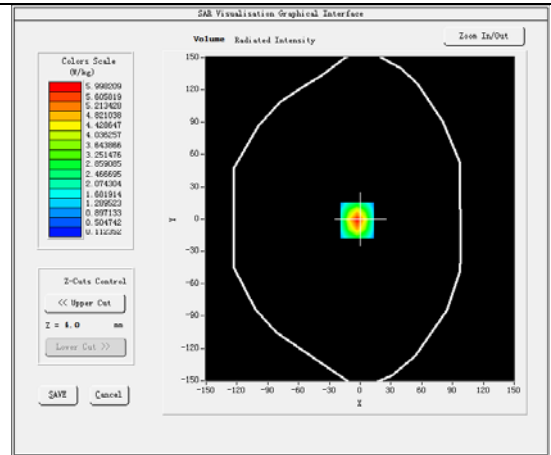 SAR Visualisation Graphical Interface
Volume Radiated Intensity
Zoom In/Out
Colors Scale
(W/kg)
5.998209
5.605819
5.213428
4.821038
4.428647
4.036257
3.643866
3.251476
2.859085
2.466695
2.074304
1.681914
1.289523
0.897133
0.504742
0.112352
Z-Cuts Control
<< Upper Cut
Z = 4.0 mm
Lower Cut >>
SAVE Cancel
150
120
90
60
30
0
-30
-60
-90
-120
-150
Y
-150 -120 -90 -60 -30 0 30 60 90 120 150
X